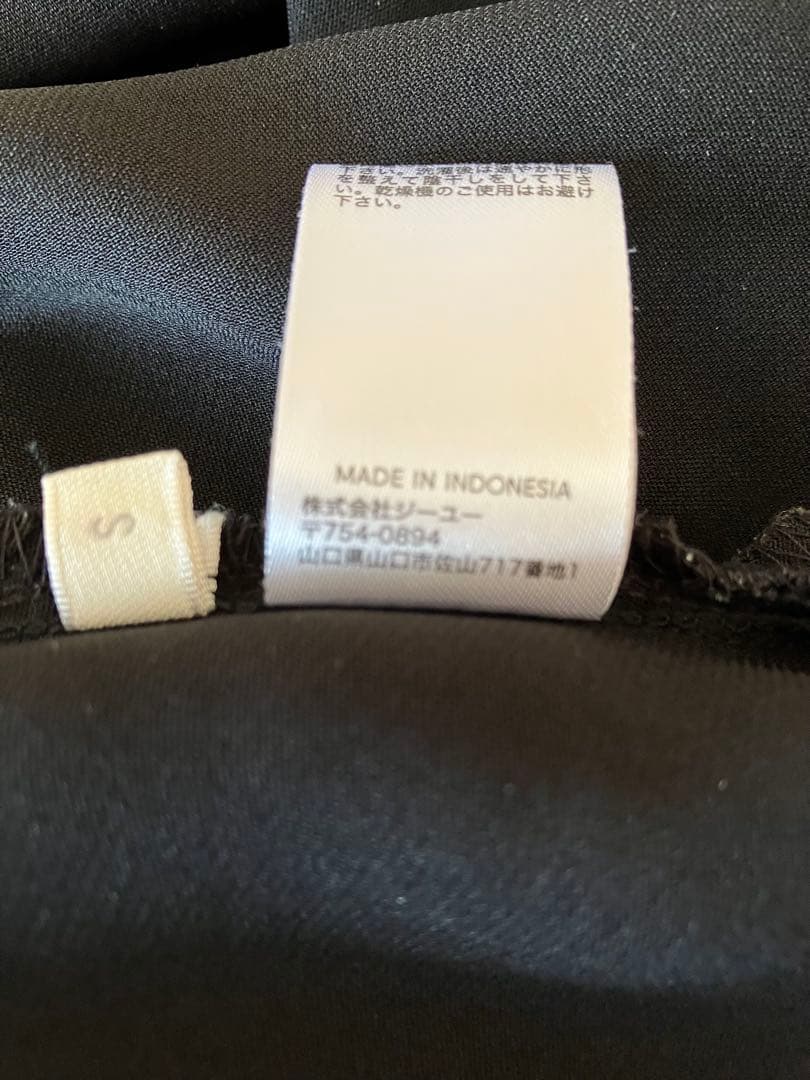 下さい。洗濯後は速やかに形
を整えて陰干しをして下さ
い。乾燥機のご使用はお避け
下さい。
MADE IN INDONESIA
株式会社ジーユー
〒754-0894
山口県山口市佐山717番地1
S